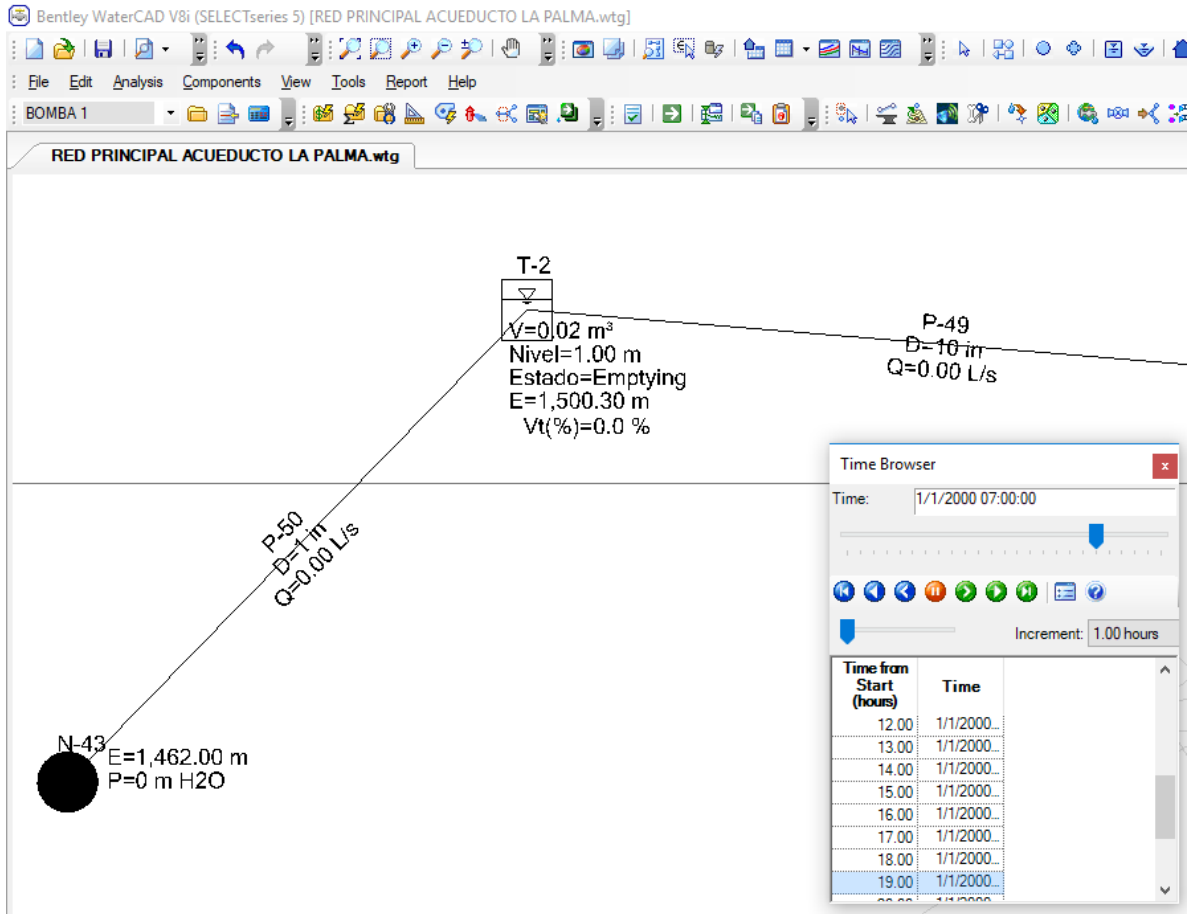 Bentley WaterCAD V8i (SELECTseries 5) [RED PRINCIPAL ACUEDUCTO LA PALMA.wtg]
File Edit Analysis Components View Tools Report Help
BOMBA 1
RED PRINCIPAL ACUEDUCTO LA PALMA.wtg
T-2
V=0.02 m³
Nivel=1.00 m
Estado=Emptying
E=1,500.30 m
Vt(%)=0.0 %
P-49
D=10 in
Q=0.00 L/s
P-50
D=1 in
Q=0.00 L/s
N-43
E=1,462.00 m
P=0 m H2O
Time Browser
Time: 1/1/2000 07:00:00
Increment: 1.00 hours
Time from Start (hours) Time
12.00 1/1/2000...
13.00 1/1/2000...
14.00 1/1/2000...
15.00 1/1/2000...
16.00 1/1/2000...
17.00 1/1/2000...
18.00 1/1/2000...
19.00 1/1/2000...